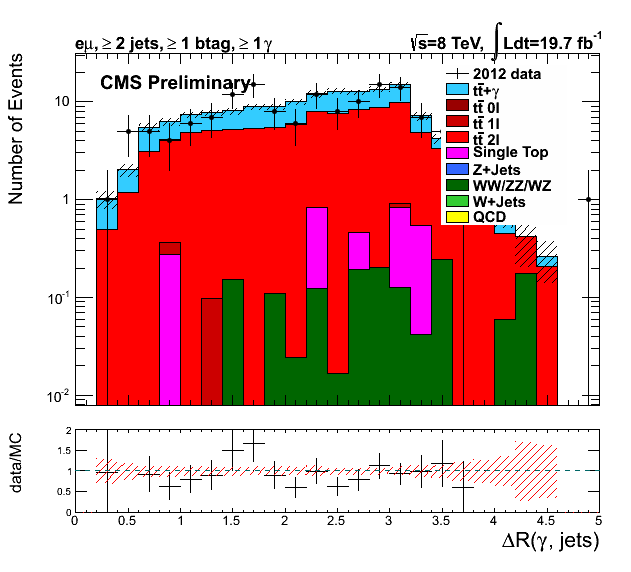 eμ, ≥ 2 jets, ≥ 1 btag, ≥ 1 γ
√s=8 TeV, ∫Ldt=19.7 fb⁻¹
CMS Preliminary
2012 data
tt̄+γ
tt̄ 0l
tt̄ 1l
tt̄ 2l
Single Top
Z+Jets
WW/ZZ/WZ
W+Jets
QCD
Number of Events
10
1
10⁻¹
10⁻²
data/MC
2
1.5
1
0.5
0
0 0.5 1 1.5 2 2.5 3 3.5 4 4.5 5
ΔR(γ, jets)